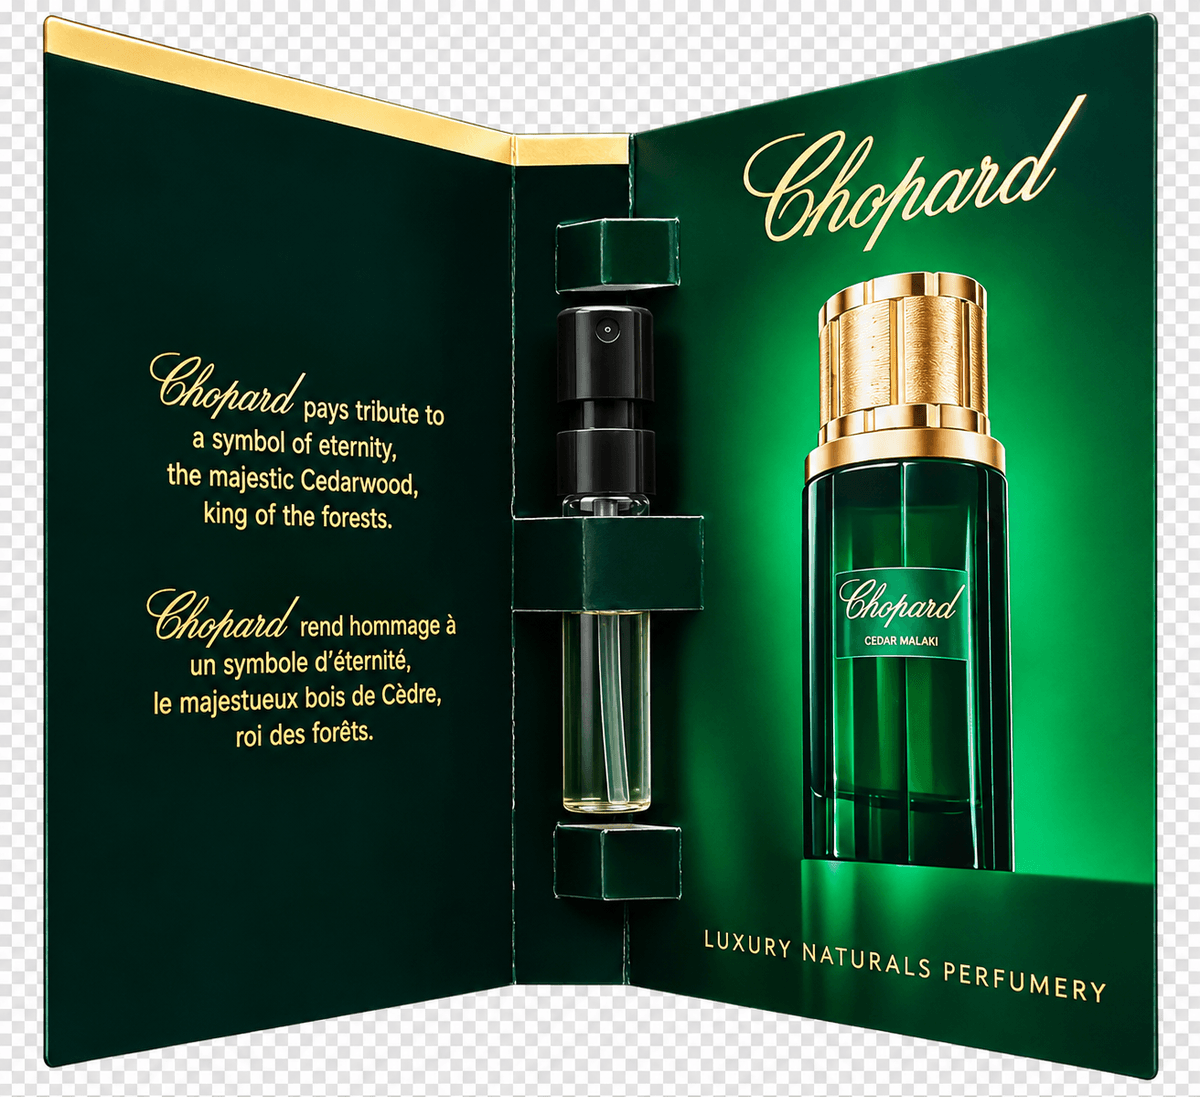 Chopard pays tribute to
a symbol of eternity,
the majestic Cedarwood,
king of the forests.
Chopard rend hommage à
un symbole d'éternité,
le majestueux bois de Cèdre,
roi des forêts.
Chopard
Chopard
CEDAR MALAKI
LUXURY NATURALS PERFUMERY